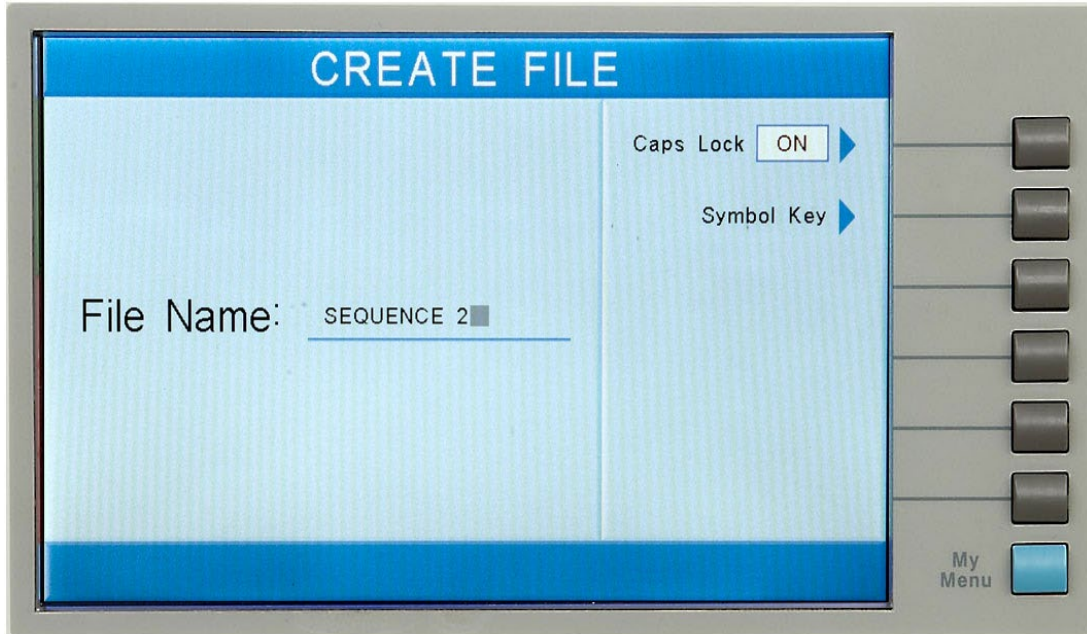 CREATE FILE
Caps Lock ON
Symbol Key
File Name: SEQUENCE 2
My
Menu